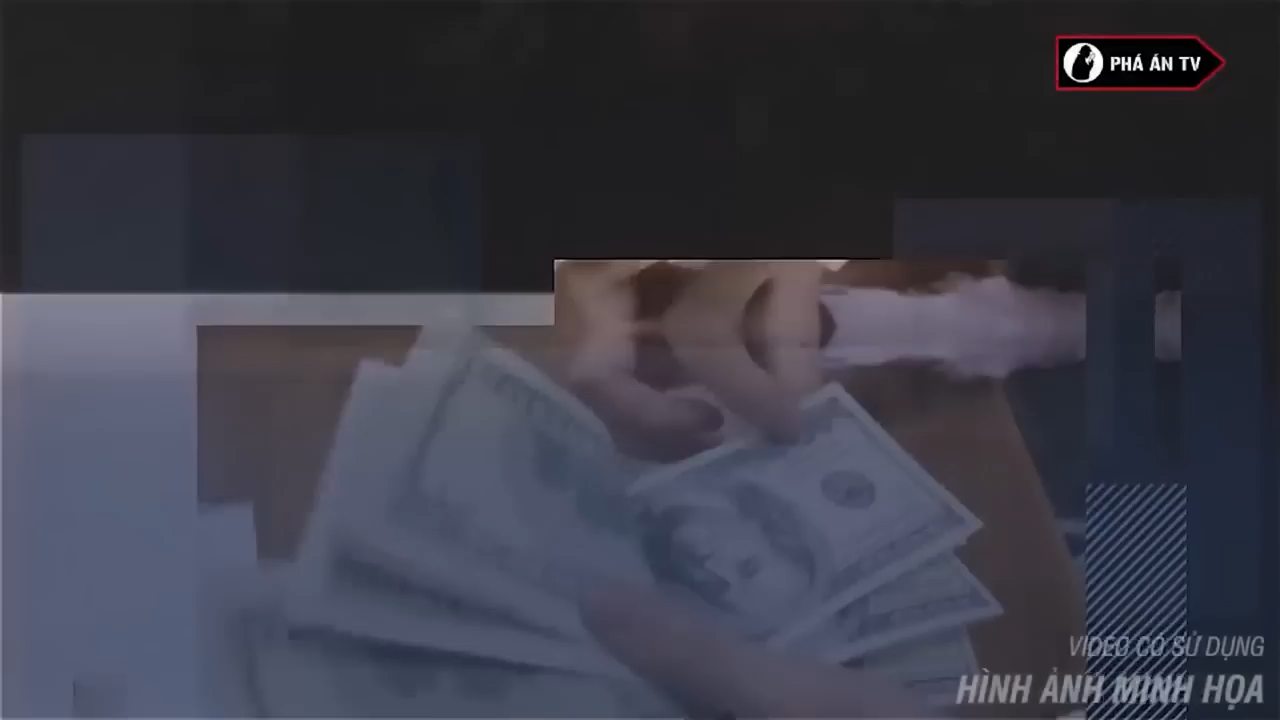 PHÁ ÁN TV
VIDEO CÓ SỬ DỤNG
HÌNH ẢNH MINH HỌA